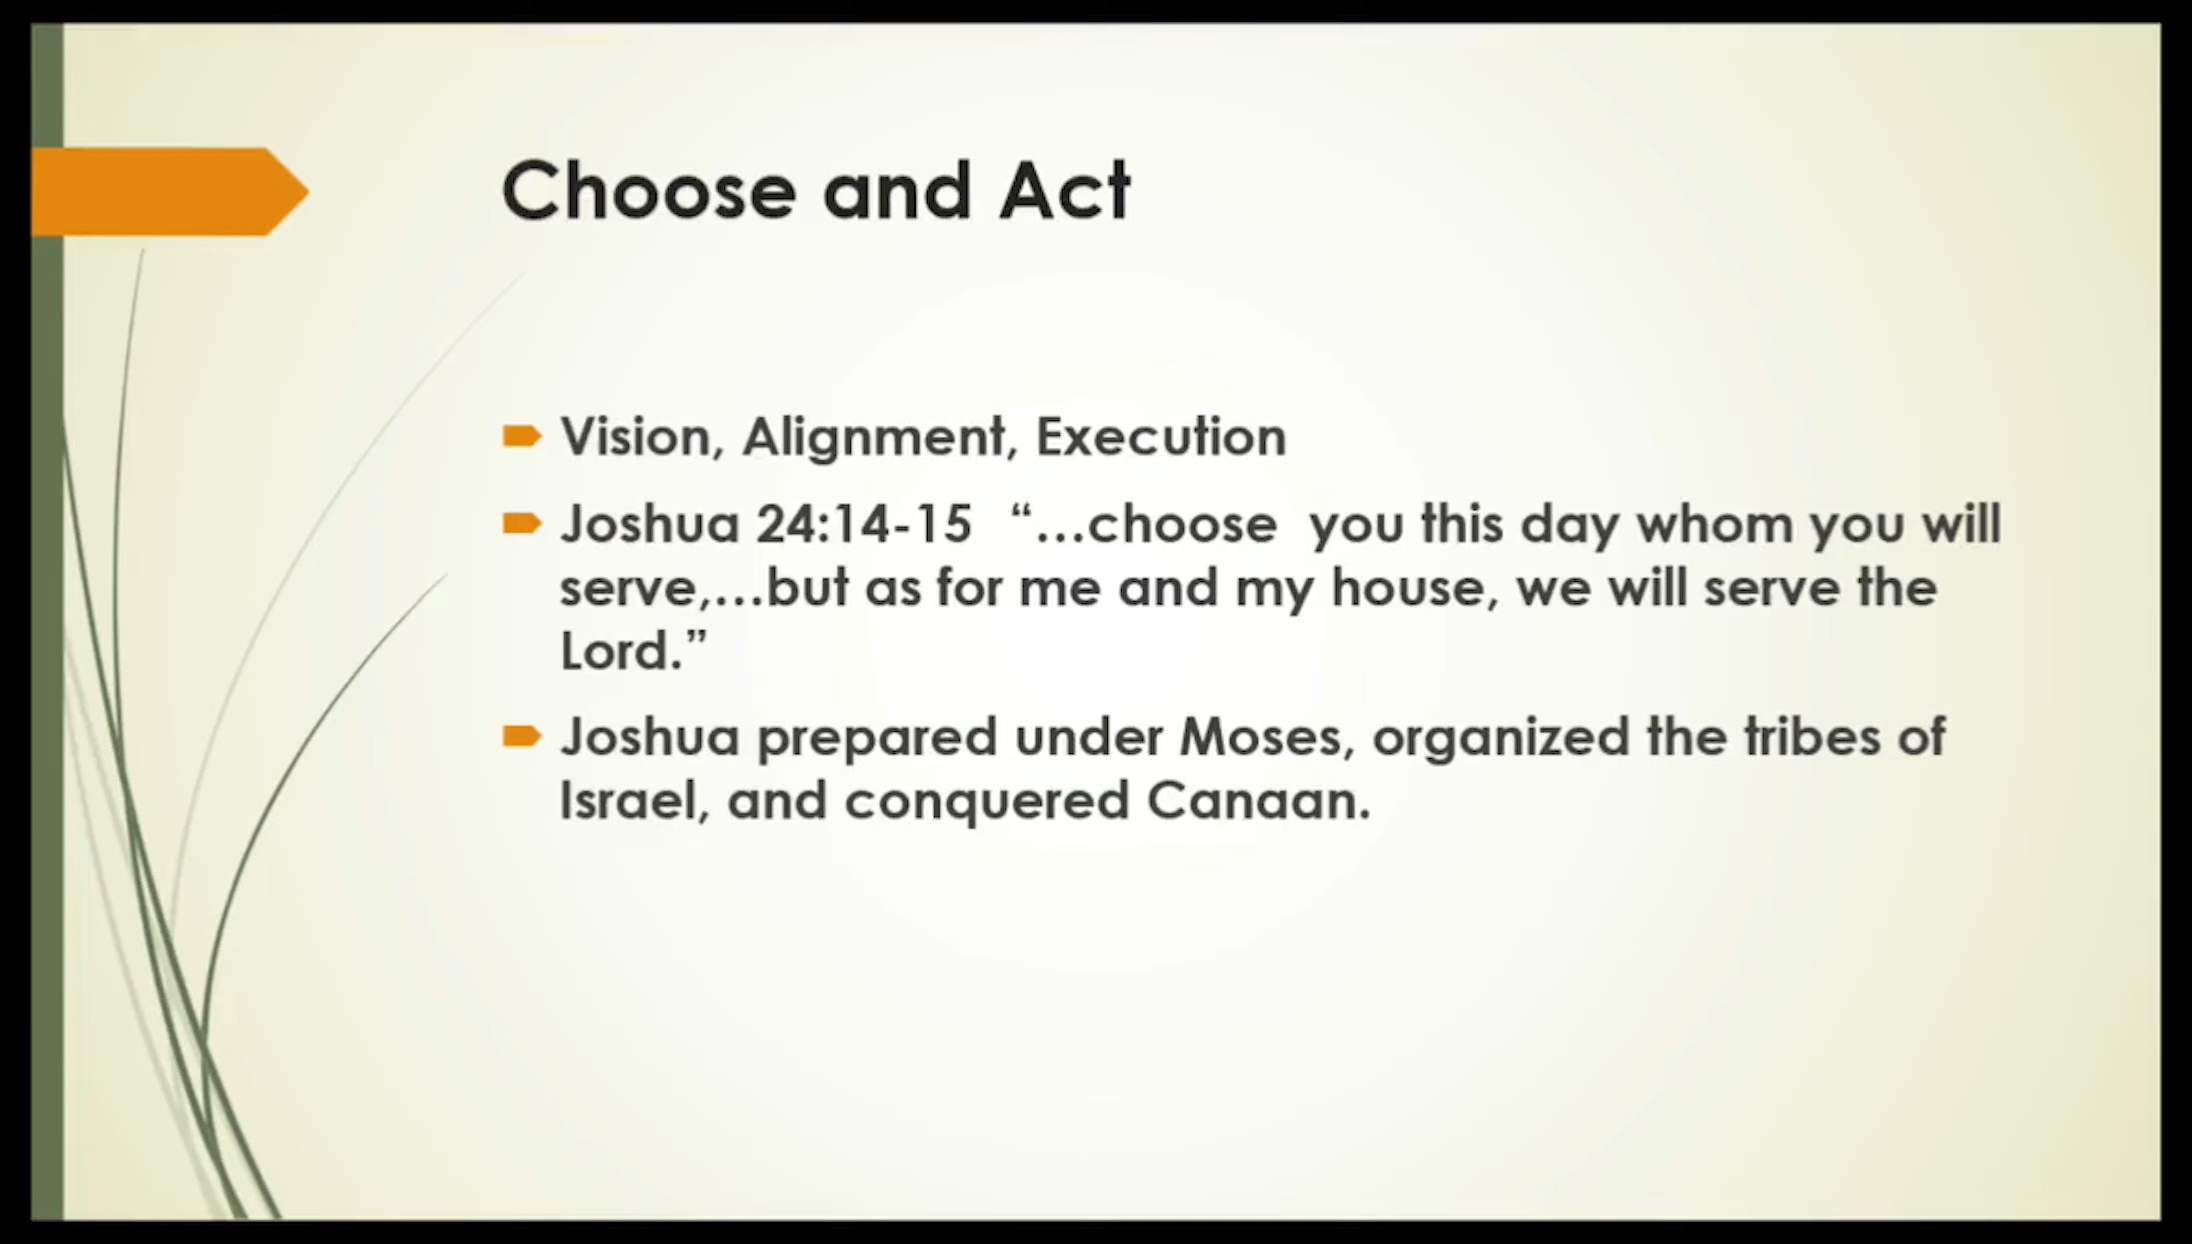 Choose and Act
Vision, Alignment, Execution
Joshua 24:14-15  “…choose  you this day whom you will
serve,…but as for me and my house, we will serve the
Lord.”
Joshua prepared under Moses, organized the tribes of
Israel, and conquered Canaan.